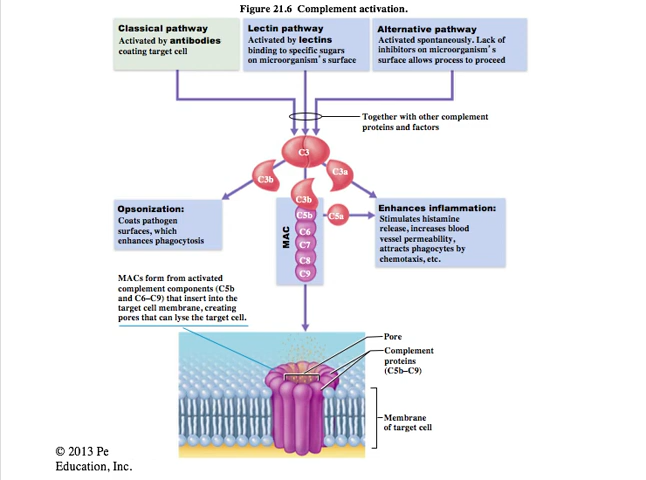 Figure 21.6 Complement activation.
Classical pathway
Activated by antibodies
coating target cell
Lectin pathway
Activated by lectins
binding to specific sugars
on microorganism's surface
Alternative pathway
Activated spontaneously. Lack of
inhibitors on microorganism's
surface allows process to proceed
Together with other complement
proteins and factors
C3
C3b
C3a
C3b
Opsonization:
Coats pathogen
surfaces, which
enhances phagocytosis
MAC
C5b
C6
C7
C8
C9
C5a
Enhances inflammation:
Stimulates histamine
release, increases blood
vessel permeability,
attracts phagocytes by
chemotaxis, etc.
MACs form from activated
complement components (C5b
and C6–C9) that insert into the
target cell membrane, creating
pores that can lyse the target cell.
Pore
Complement
proteins
(C5b–C9)
Membrane
of target cell
© 2013 Pe
Education, Inc.